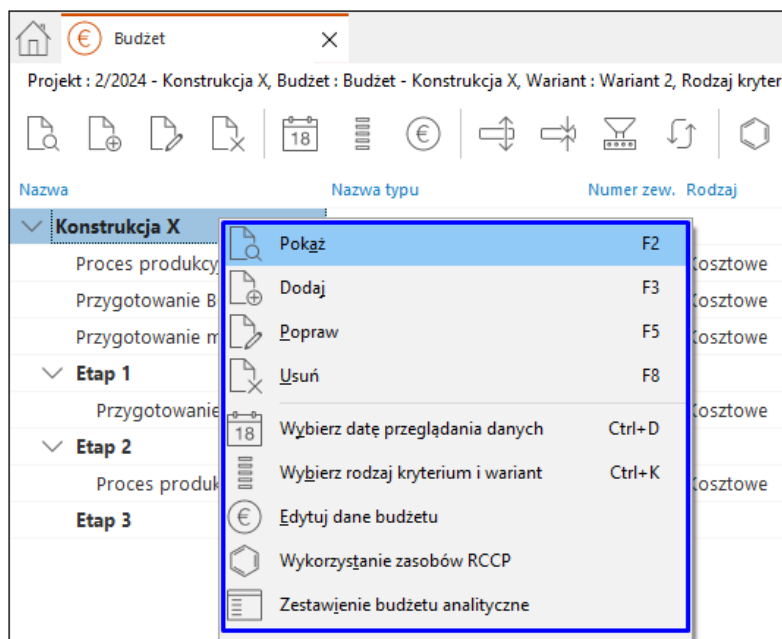 Budżet
Projekt : 2/2024 - Konstrukcja X, Budżet : Budżet - Konstrukcja X, Wariant : Wariant 2, Rodzaj kryter
18
Nazwa Nazwa typu Numer zew. Rodzaj
Konstrukcja X
Proces produkcyj Kosztowe
Przygotowanie B Kosztowe
Przygotowanie m Kosztowe
Etap 1
Przygotowanie Kosztowe
Etap 2
Proces produk Kosztowe
Etap 3
Pokaż F2
Dodaj F3
Popraw F5
Usuń F8
18 Wybierz datę przeglądania danych Ctrl+D
Wybierz rodzaj kryterium i wariant Ctrl+K
Edytuj dane budżetu
Wykorzystanie zasobów RCCP
Zestawienie budżetu analityczne